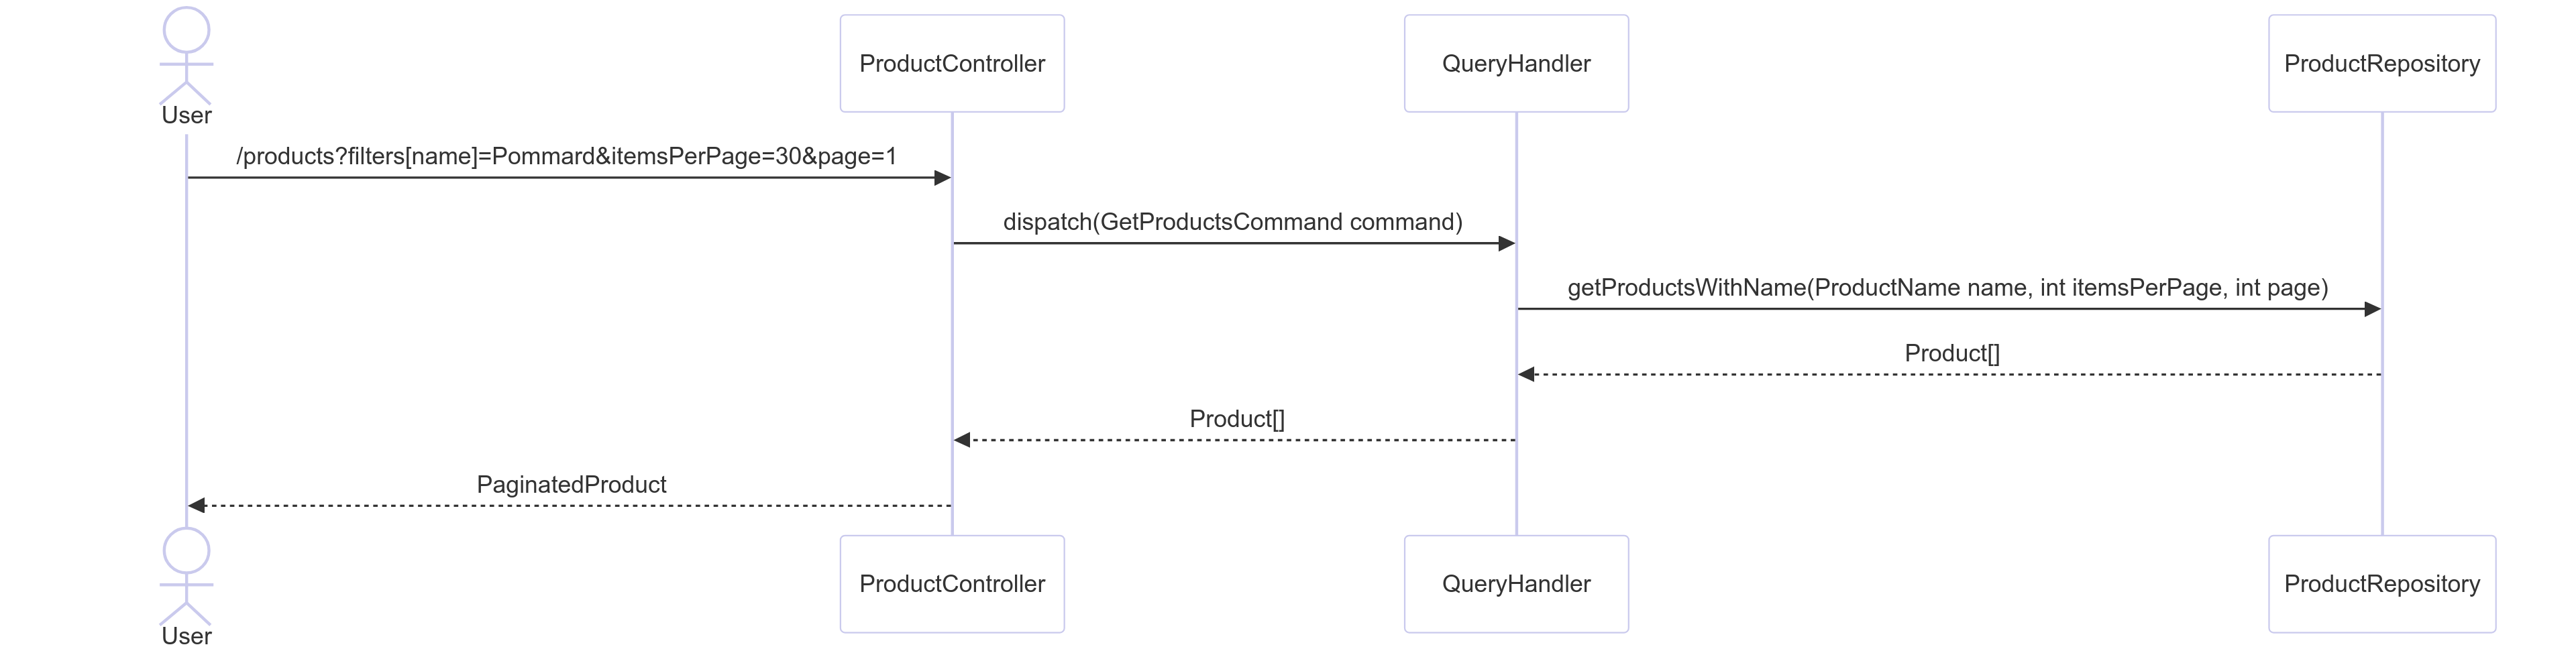 User
ProductController
QueryHandler
ProductRepository
/products?filters[name]=Pommard&itemsPerPage=30&page=1
dispatch(GetProductsCommand command)
getProductsWithName(ProductName name, int itemsPerPage, int page)
Product[]
Product[]
PaginatedProduct
User
ProductController
QueryHandler
ProductRepository